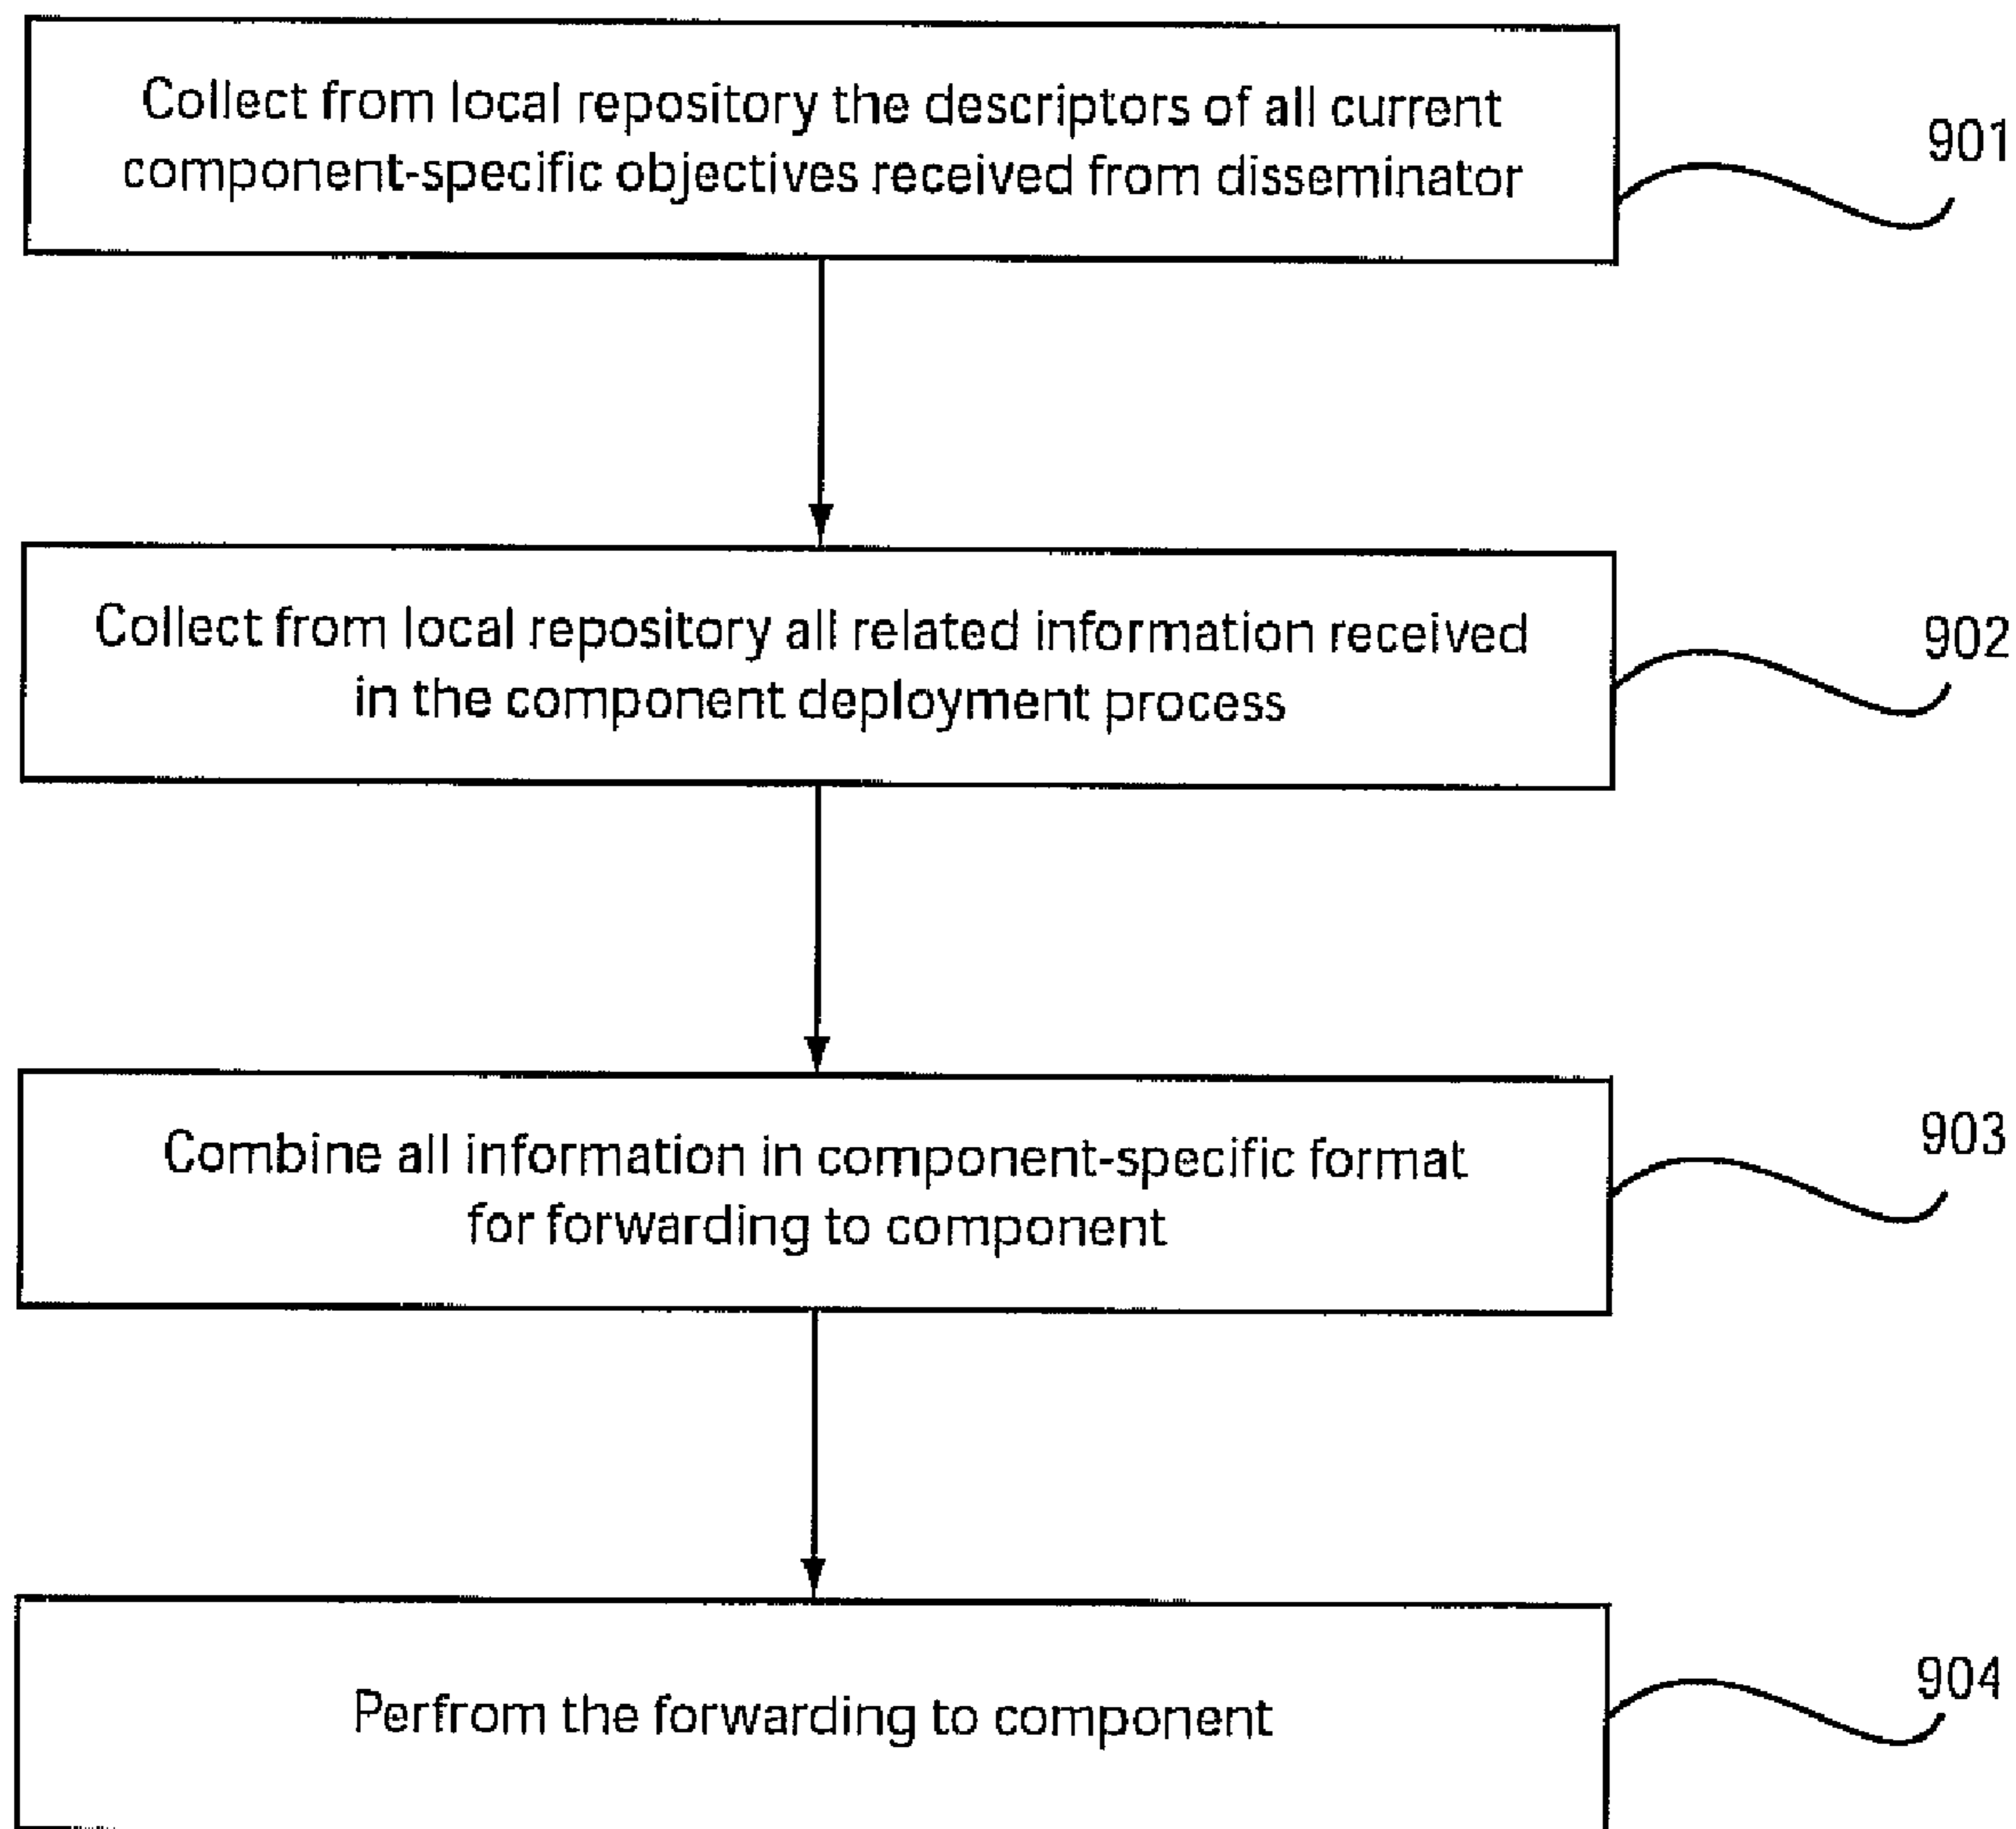 Collect from local repository the descriptors of all current
component-specific objectives received from disseminator
901
Collect from local repository all related information received
in the component deployment process
902
Combine all information in component-specific format
for forwarding to component
903
Perfrom the forwarding to component
904